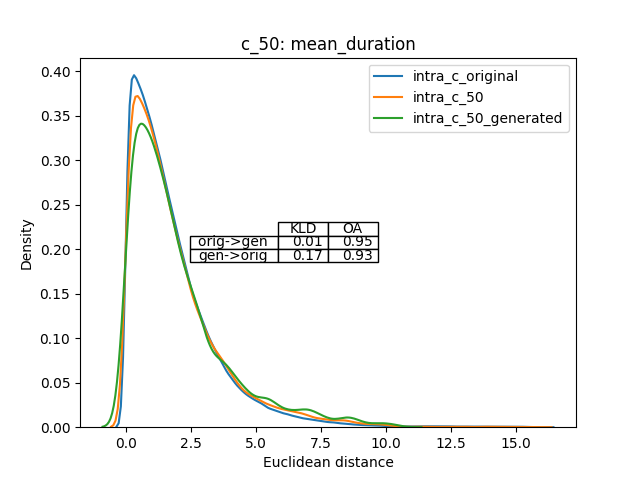 c_50: mean_duration
0.40
0.35
0.30
0.25
0.20
0.15
0.10
0.05
0.00
Density
intra_c_original
intra_c_50
intra_c_50_generated
KLD OA
orig->gen 0.01 0.95
gen->orig 0.17 0.93
0.0 2.5 5.0 7.5 10.0 12.5 15.0
Euclidean distance